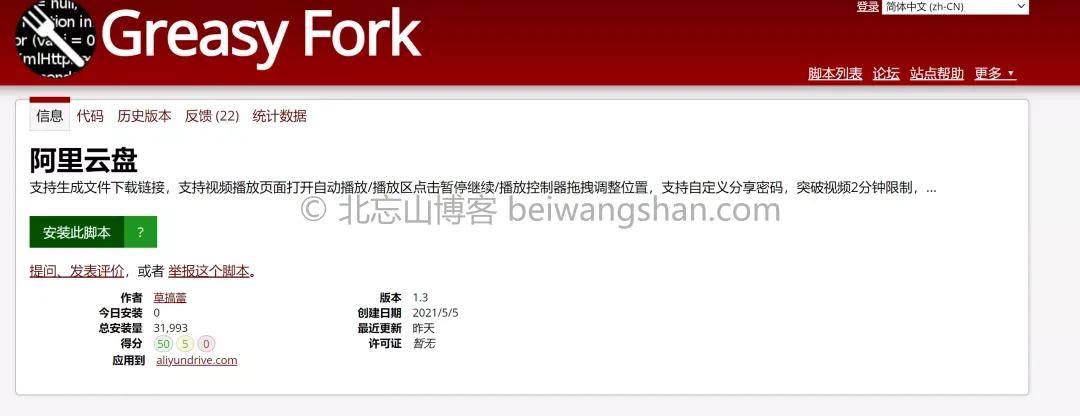 = null,
tion in
or (va i = 0
XmlHttp
cond
Greasy Fork
登录 简体中文 (zh-CN)
脚本列表 论坛 站点帮助 更多 ▼
信息 代码 历史版本 反馈 (22) 统计数据
阿里云盘
支持生成文件下载链接，支持视频播放页面打开自动播放/播放区点击暂停继续/播放控制器拖拽调整位置，支持自定义分享密码，突破视频2分钟限制，...
© 北忘山博客 beiwangshan.com
安装此脚本 ?
提问、发表评价，或者 举报这个脚本。
作者 草搞蕾 版本 1.3
今日安装 0 创建日期 2021/5/5
总安装量 31,993 最近更新 昨天
得分 50 5 0 许可证 暂无
应用到 aliyundrive.com